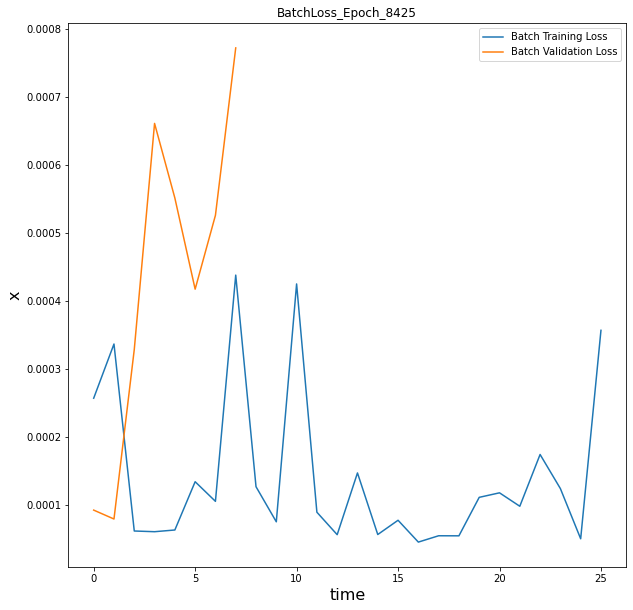 BatchLoss_Epoch_8425
Batch Training Loss
Batch Validation Loss
0.0008
0.0007
0.0006
0.0005
0.0004
0.0003
0.0002
0.0001
x
0 5 10 15 20 25
time